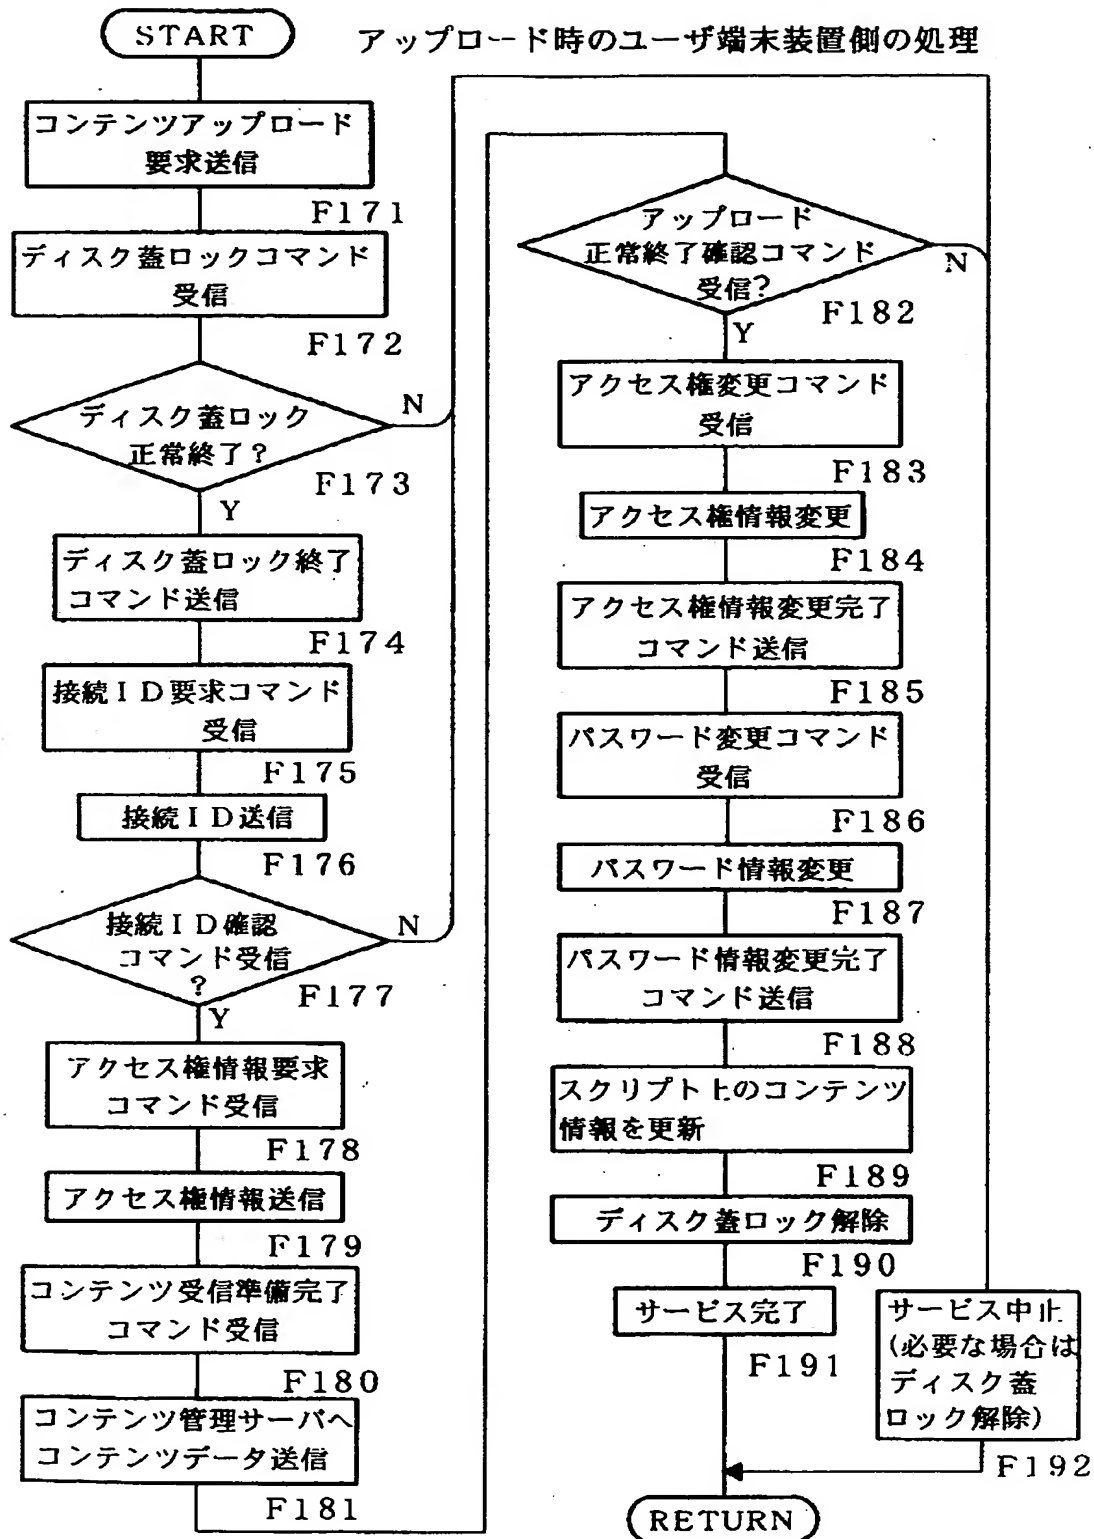 START
アップロード時のユーザ端末装置側の処理
コンテンツアップロード
要求送信
F171
ディスク蓋ロックコマンド
受信
F172
ディスク蓋ロック
正常終了？
N
F173
Y
ディスク蓋ロック終了
コマンド送信
F174
接続ID要求コマンド
受信
F175
接続ID送信
F176
接続ID確認
コマンド受信
？
N
F177
Y
アクセス権情報要求
コマンド受信
F178
アクセス権情報送信
F179
コンテンツ受信準備完了
コマンド受信
F180
コンテンツ管理サーバへ
コンテンツデータ送信
F181
アップロード
正常終了確認コマンド
受信？
N
F182
Y
アクセス権変更コマンド
受信
F183
アクセス権情報変更
F184
アクセス権情報変更完了
コマンド送信
F185
パスワード変更コマンド
受信
F186
パスワード情報変更
F187
パスワード情報変更完了
コマンド送信
F188
スクリプト上のコンテンツ
情報を更新
F189
ディスク蓋ロック解除
F190
サービス完了
F191
サービス中止
(必要な場合は
ディスク蓋
ロック解除)
F192
RETURN